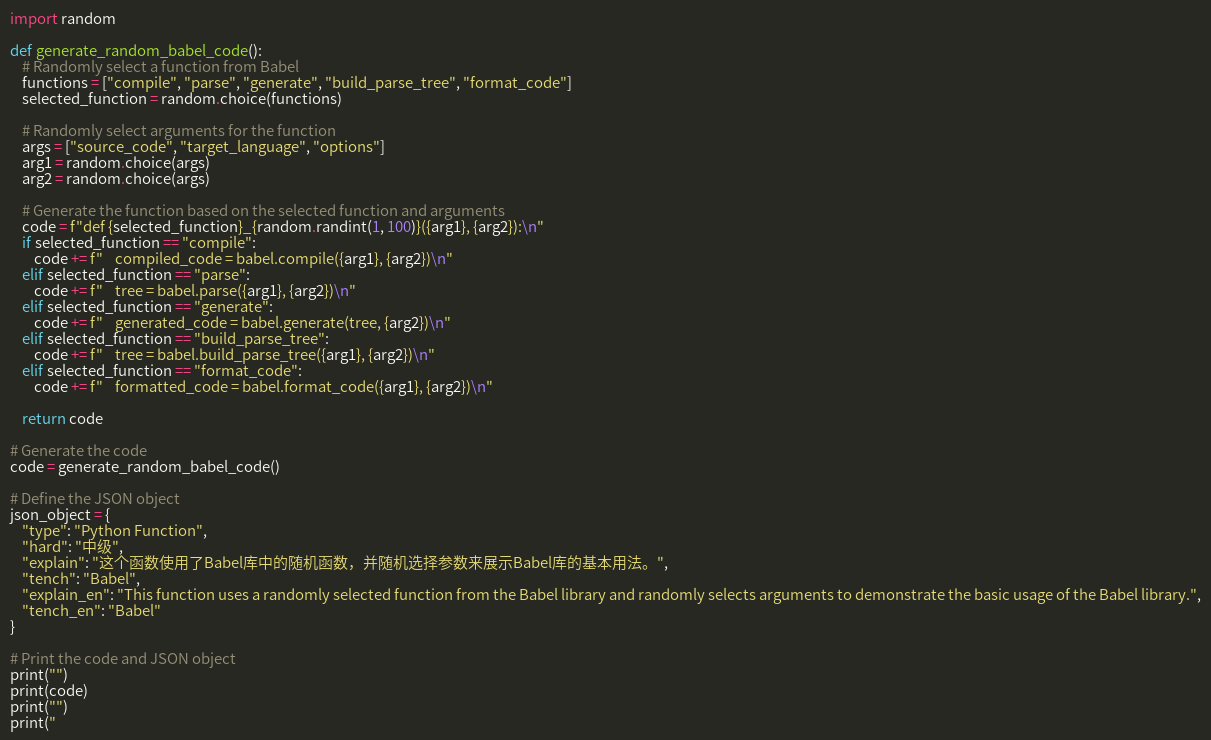 import random

def generate_random_babel_code():
    # Randomly select a function from Babel
    functions = ["compile", "parse", "generate", "build_parse_tree", "format_code"]
    selected_function = random.choice(functions)

    # Randomly select arguments for the function
    args = ["source_code", "target_language", "options"]
    arg1 = random.choice(args)
    arg2 = random.choice(args)

    # Generate the function based on the selected function and arguments
    code = f"def {selected_function}_{random.randint(1, 100)}({arg1}, {arg2}):\n"
    if selected_function == "compile":
        code += f"    compiled_code = babel.compile({arg1}, {arg2})\n"
    elif selected_function == "parse":
        code += f"    tree = babel.parse({arg1}, {arg2})\n"
    elif selected_function == "generate":
        code += f"    generated_code = babel.generate(tree, {arg2})\n"
    elif selected_function == "build_parse_tree":
        code += f"    tree = babel.build_parse_tree({arg1}, {arg2})\n"
    elif selected_function == "format_code":
        code += f"    formatted_code = babel.format_code({arg1}, {arg2})\n"

    return code

# Generate the code
code = generate_random_babel_code()

# Define the JSON object
json_object = {
    "type": "Python Function",
    "hard": "中级",
    "explain": "这个函数使用了Babel库中的随机函数，并随机选择参数来展示Babel库的基本用法。",
    "tench": "Babel",
    "explain_en": "This function uses a randomly selected function from the Babel library and randomly selects arguments to demonstrate the basic usage of the Babel library.",
    "tench_en": "Babel"
}

# Print the code and JSON object
print("")
print(code)
print("")
print("